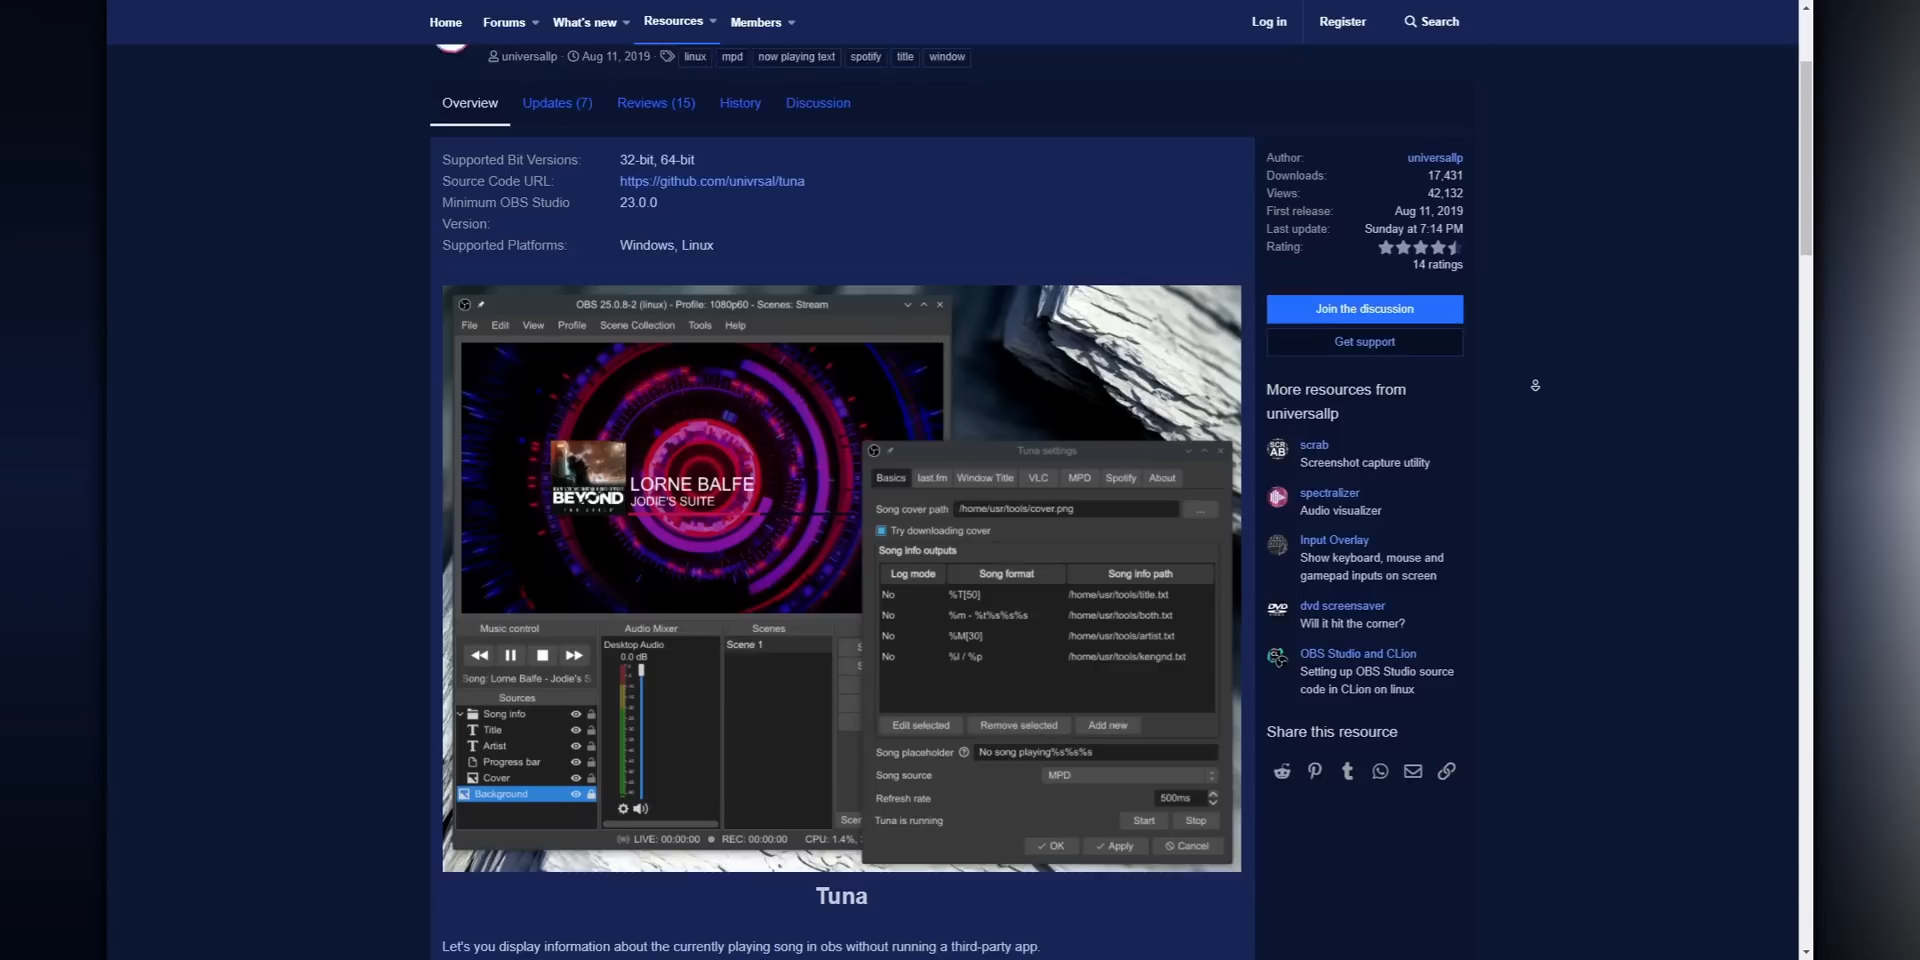 Home Forums What's new Resources Members Log in Register Search
universallp Aug 11, 2019 linux mpd now playing text spotify title window
Overview Updates (7) Reviews (15) History Discussion
Supported Bit Versions: 32-bit, 64-bit
Source Code URL: https://github.com/univrsal/tuna
Minimum OBS Studio 23.0.0
Version:
Supported Platforms: Windows, Linux
OBS 25.0.8-2 (linux) - Profile: 1080p60 - Scenes: Stream
File Edit View Profile Scene Collection Tools Help
BEYOND
LORNE BALFE
JODIE'S SUITE
Music control Audio Mixer Scenes
Desktop Audio Scene 1
0.0 dB
Song: Lorne Balfe - Jodie's S
Sources
Song info
Title
Artist
Progress bar
Cover
Background
Scer
LIVE: 00:00:00 REC: 00:00:00 CPU: 1.4%,
Tuna settings
Basics last.fm Window Title VLC MPD Spotify About
Song cover path /home/usr/tools/cover.png ...
Try downloading cover
Song info outputs
Log mode Song format Song info path
No %T[50] /home/usr/tools/title.txt
No %m - %t%s%s%s /home/usr/tools/both.txt
No %M[30] /home/usr/tools/artist.txt
No %l / %p /home/usr/tools/kengnd.txt
Edit selected Remove selected Add new
Song placeholder No song playing%s%s%s
Song source MPD
Refresh rate 500ms
Tuna is running Start Stop
OK Apply Cancel
Tuna
Let's you display information about the currently playing song in obs without running a third-party app.
Author: universallp
Downloads: 17,431
Views: 42,132
First release: Aug 11, 2019
Last update: Sunday at 7:14 PM
Rating:
14 ratings
Join the discussion
Get support
More resources from
universallp
SCR
AB
scrab
Screenshot capture utility
spectralizer
Audio visualizer
Input Overlay
Show keyboard, mouse and
gamepad inputs on screen
DVD
dvd screensaver
Will it hit the corner?
OBS Studio and CLion
Setting up OBS Studio source
code in CLion on linux
Share this resource